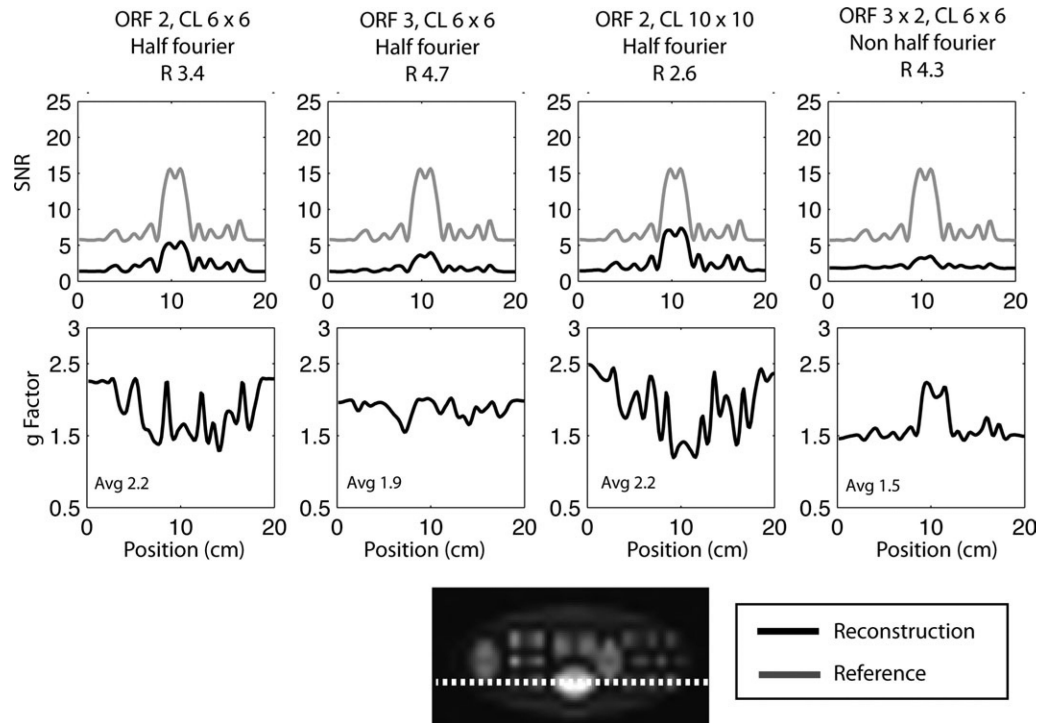 ORF 2, CL 6 x 6
Half fourier
R 3.4
ORF 3, CL 6 x 6
Half fourier
R 4.7
ORF 2, CL 10 x 10
Half fourier
R 2.6
ORF 3 x 2, CL 6 x 6
Non half fourier
R 4.3
SNR
25
20
15
10
5
0
0 10 20
25
20
15
10
5
0
0 10 20
25
20
15
10
5
0
0 10 20
25
20
15
10
5
0
0 10 20
g Factor
3
2.5
1.5
0.5
Avg 2.2
0 10 20
Position (cm)
3
2.5
1.5
0.5
Avg 1.9
0 10 20
Position (cm)
3
2.5
1.5
0.5
Avg 2.2
0 10 20
Position (cm)
3
2.5
1.5
0.5
Avg 1.5
0 10 20
Position (cm)
Reconstruction
Reference